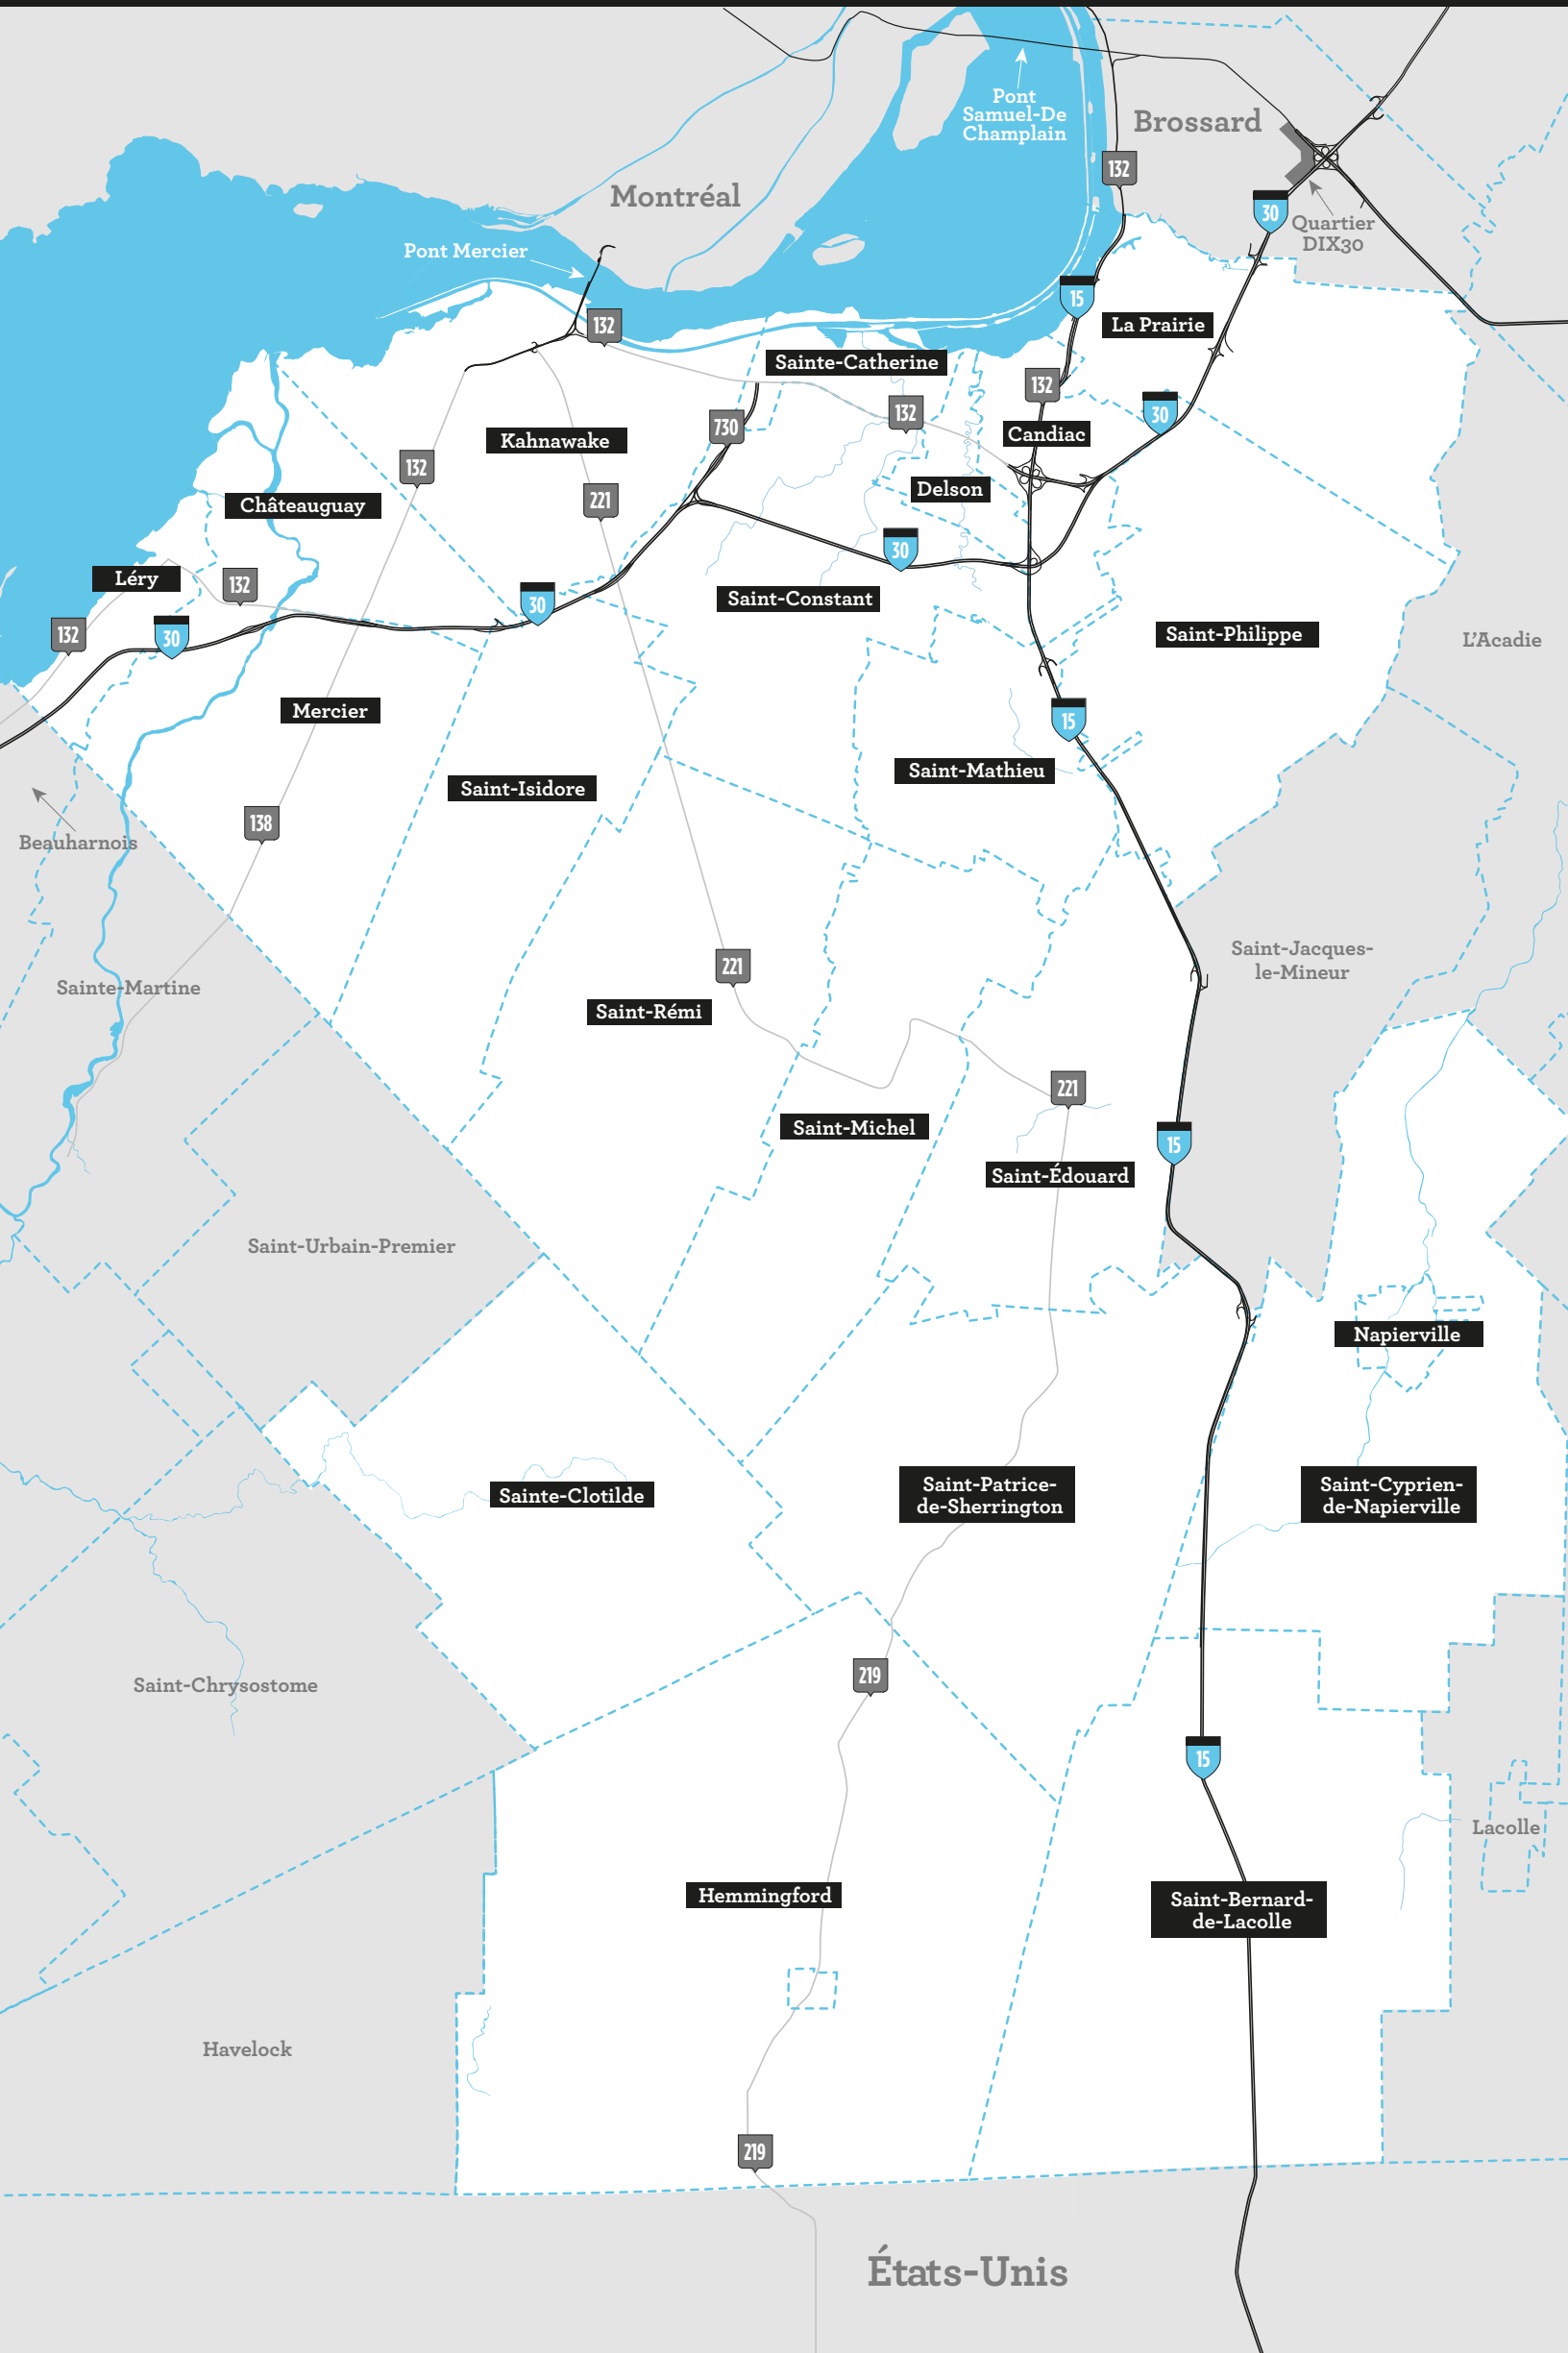 Pont
Samuel-De
Champlain
Brossard
132
Montréal
30
Quartier
DIX30
Pont Mercier
15
132
La Prairie
Sainte-Catherine
132
132
30
730
Candiac
Kahnawake
132
Delson
221
Châteauguay
30
Léry
132
30
Saint-Constant
132
30
Saint-Philippe
L'Acadie
Mercier
15
Saint-Mathieu
Saint-Isidore
138
Beauharnois
Saint-Jacques-
le-Mineur
221
Sainte-Martine
Saint-Rémi
221
Saint-Michel
15
Saint-Édouard
Saint-Urbain-Premier
Napierville
Sainte-Clotilde
Saint-Patrice-
de-Sherrington
Saint-Cyprien-
de-Napierville
219
Saint-Chrysostome
15
Lacolle
Hemmingford
Saint-Bernard-
de-Lacolle
Havelock
219
États-Unis